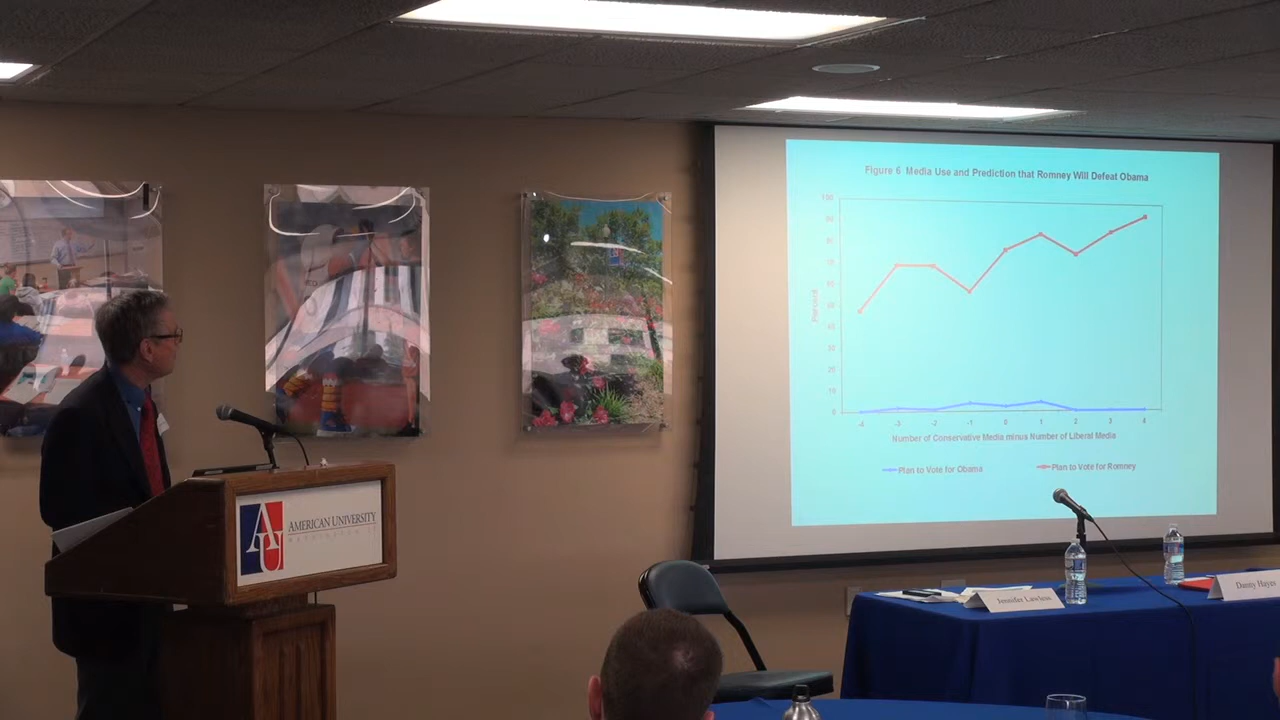 Figure 6 Media Use and Prediction that Romney Will Defeat Obama
100
90
80
70
60
50
40
30
20
10
0
Percent
-4 -3 -2 -1 0 1 2 3 4
Number of Conservative Media minus Number of Liberal Media
Plan to Vote for Obama Plan to Vote for Romney
AU
AMERICAN UNIVERSITY
WASHINGTON DC
Jennifer Lawless
Danny Hayes